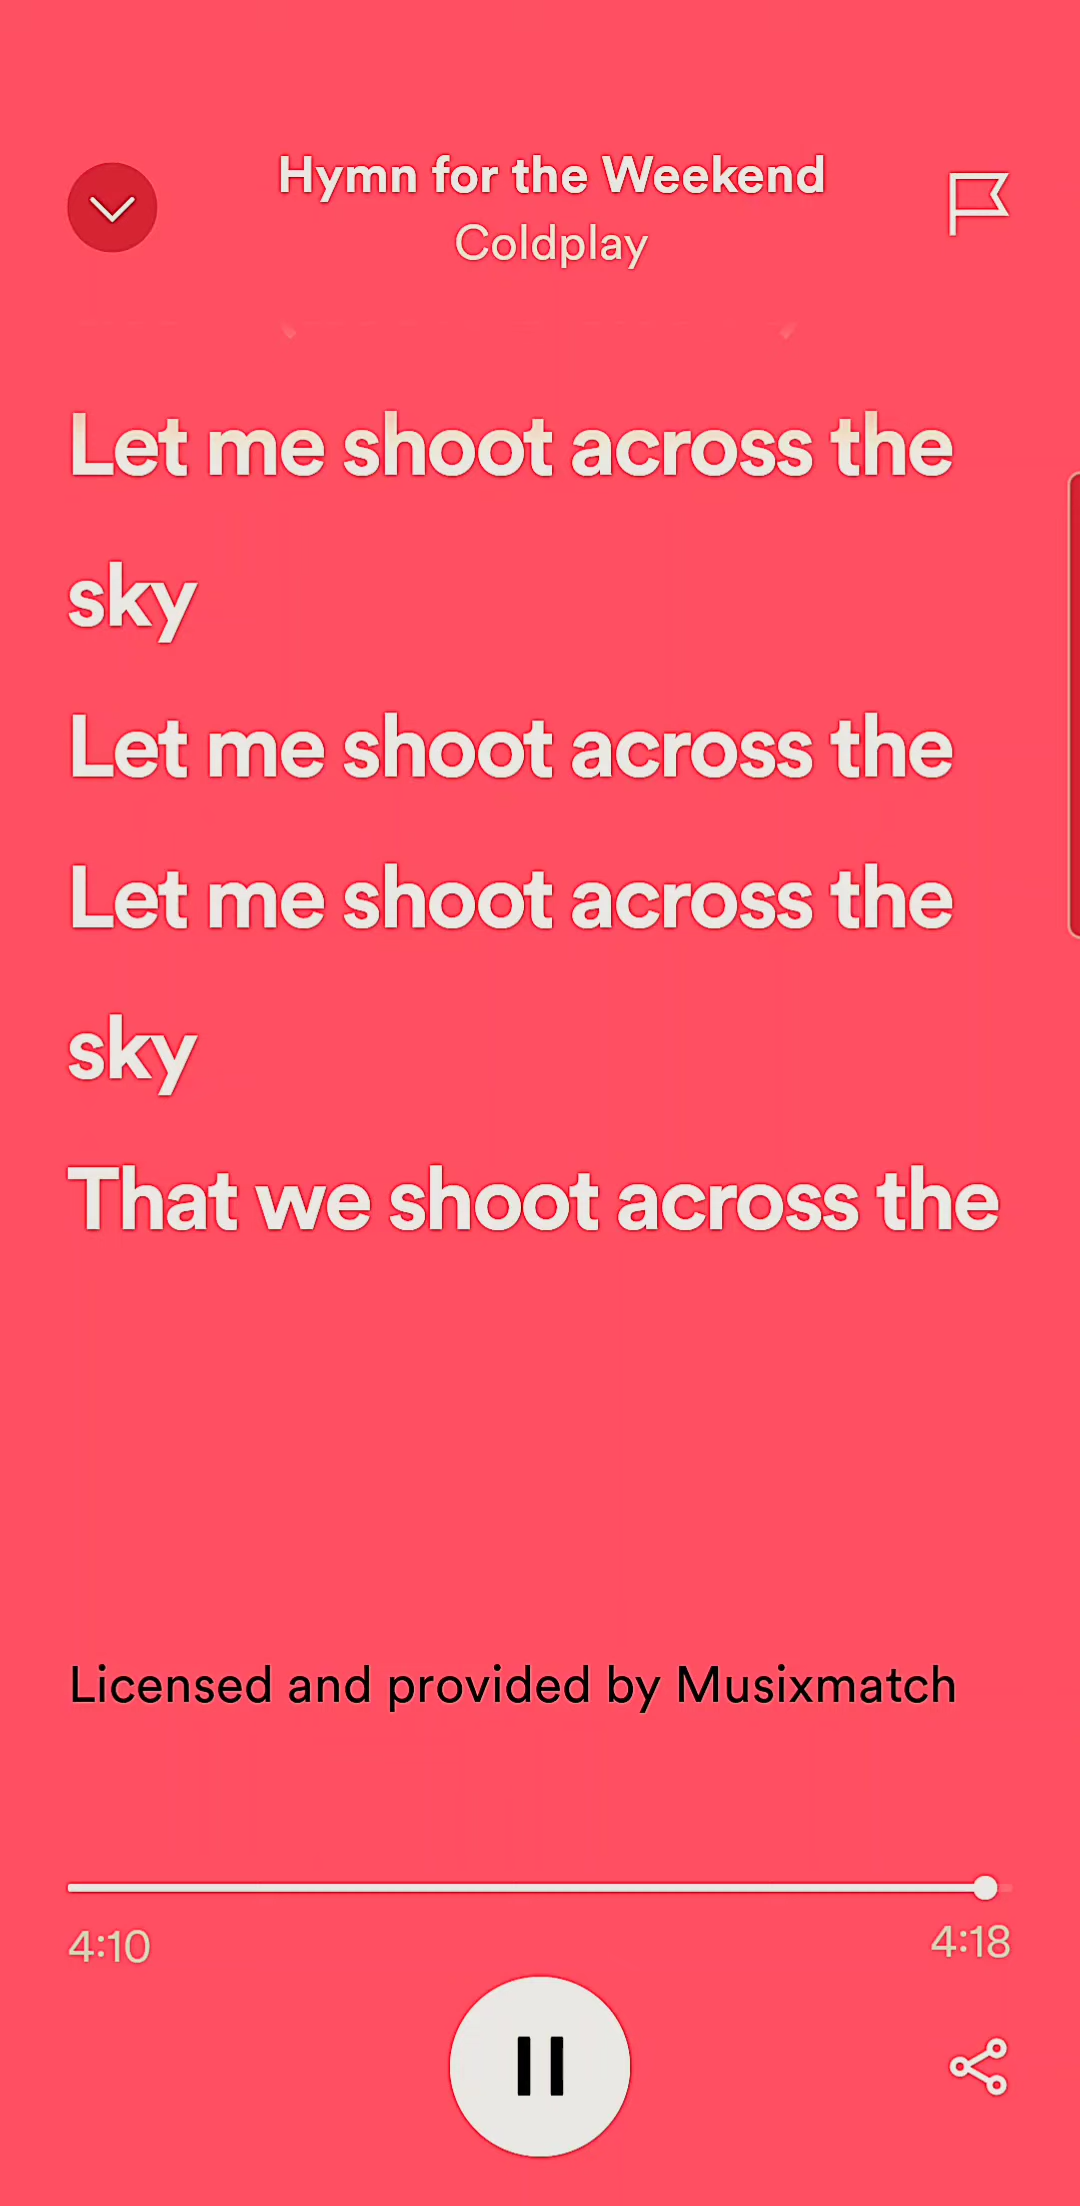 Hymn for the Weekend
Coldplay
Let me shoot across the
sky
Let me shoot across the
Let me shoot across the
sky
That we shoot across the
Licensed and provided by Musixmatch
4:10
4:18